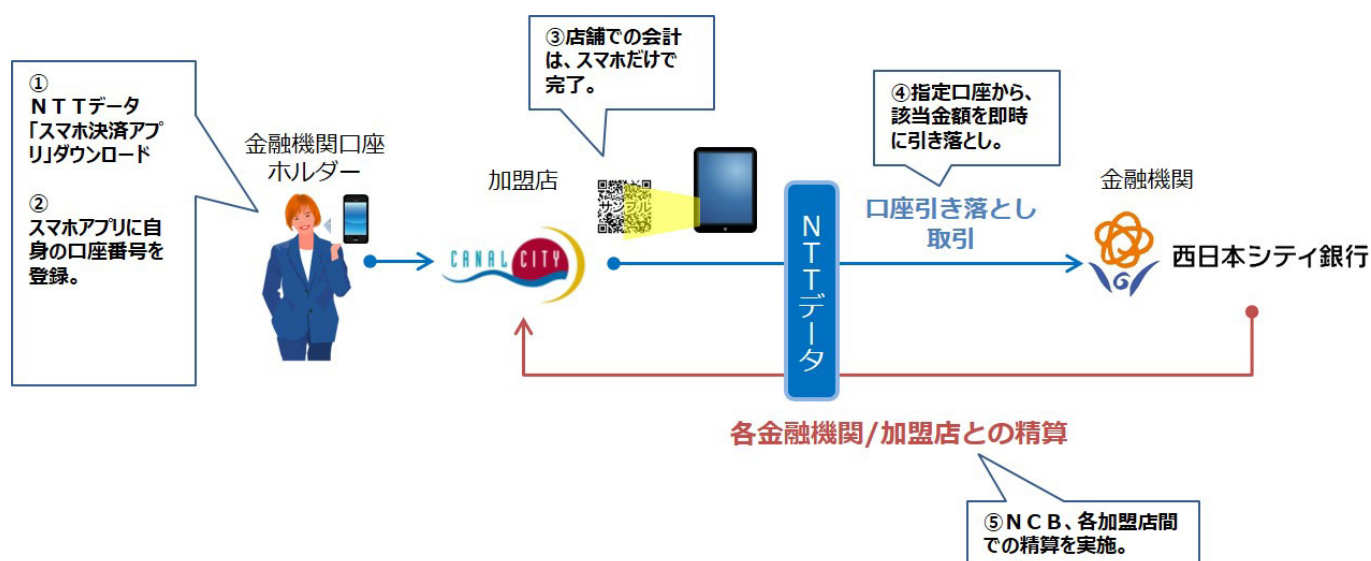 ①
ＮＴＴデータ
「スマホ決済アプ
リ」ダウンロード
②
スマホアプリに自
身の口座番号を
登録。
金融機関口座
ホルダー
③店舗での会計
は、スマホだけで
完了。
加盟店
サンプル
CANAL CITY
NTTデータ
④指定口座から、
該当金額を即時
に引き落とし。
口座引き落とし
取引
金融機関
西日本シティ銀行
各金融機関/加盟店との精算
⑤ＮＣＢ、各加盟店間
での精算を実施。